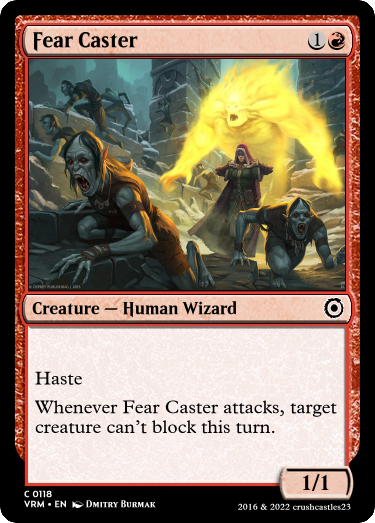 Fear Caster
1
Creature — Human Wizard
Haste
Whenever Fear Caster attacks, target
creature can't block this turn.
1/1
C 0118
VRM • EN Dmitry Burmak
2016 & 2022 crushcastles23